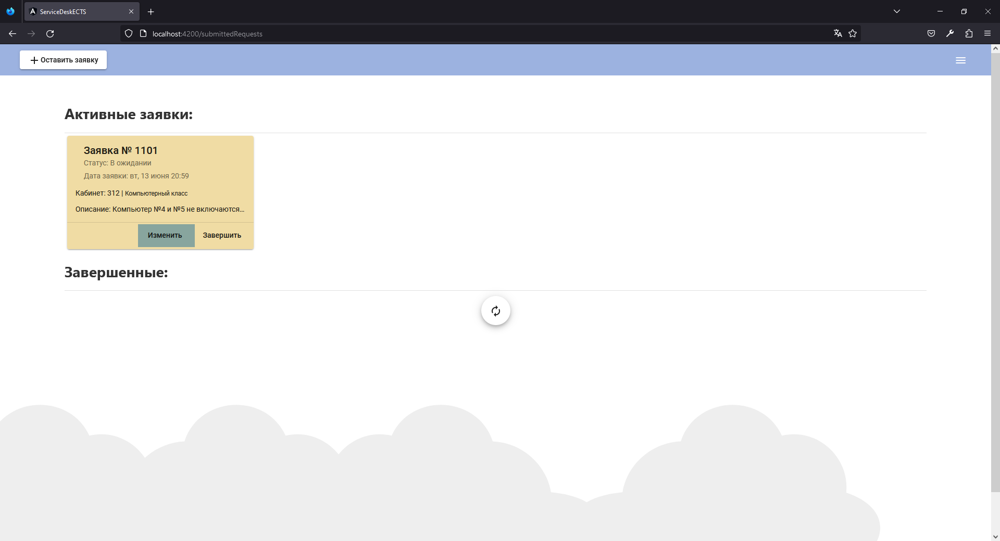 ServiceDeskECTS
localhost:4200/submittedRequests
Оставить заявку
Активные заявки:
Заявка № 1101
Статус: В ожидании
Дата заявки: вт, 13 июня 20:59
Кабинет: 312 | Компьютерный класс
Описание: Компьютер №4 и №5 не включаются...
Изменить Завершить
Завершенные: